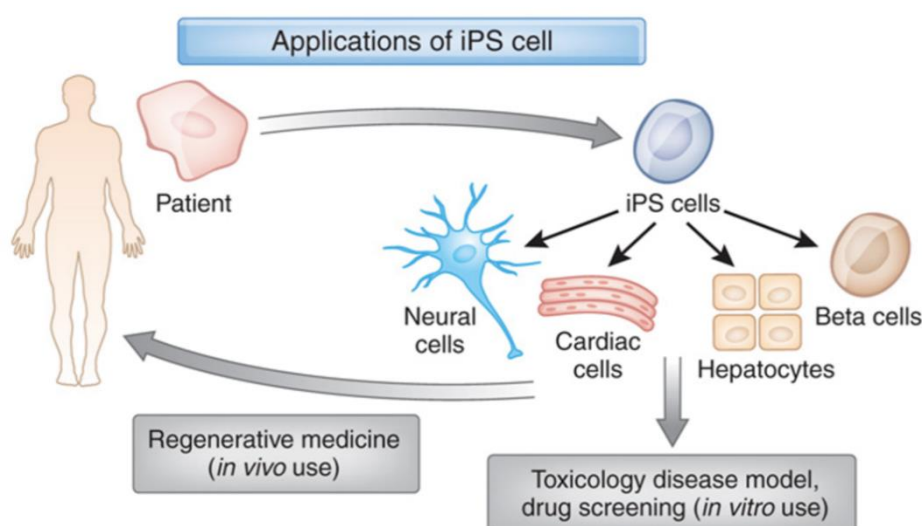 Applications of iPS cell
Patient
iPS cells
Neural
cells
Cardiac
cells
Hepatocytes
Beta cells
Regenerative medicine
(in vivo use)
Toxicology disease model,
drug screening (in vitro use)